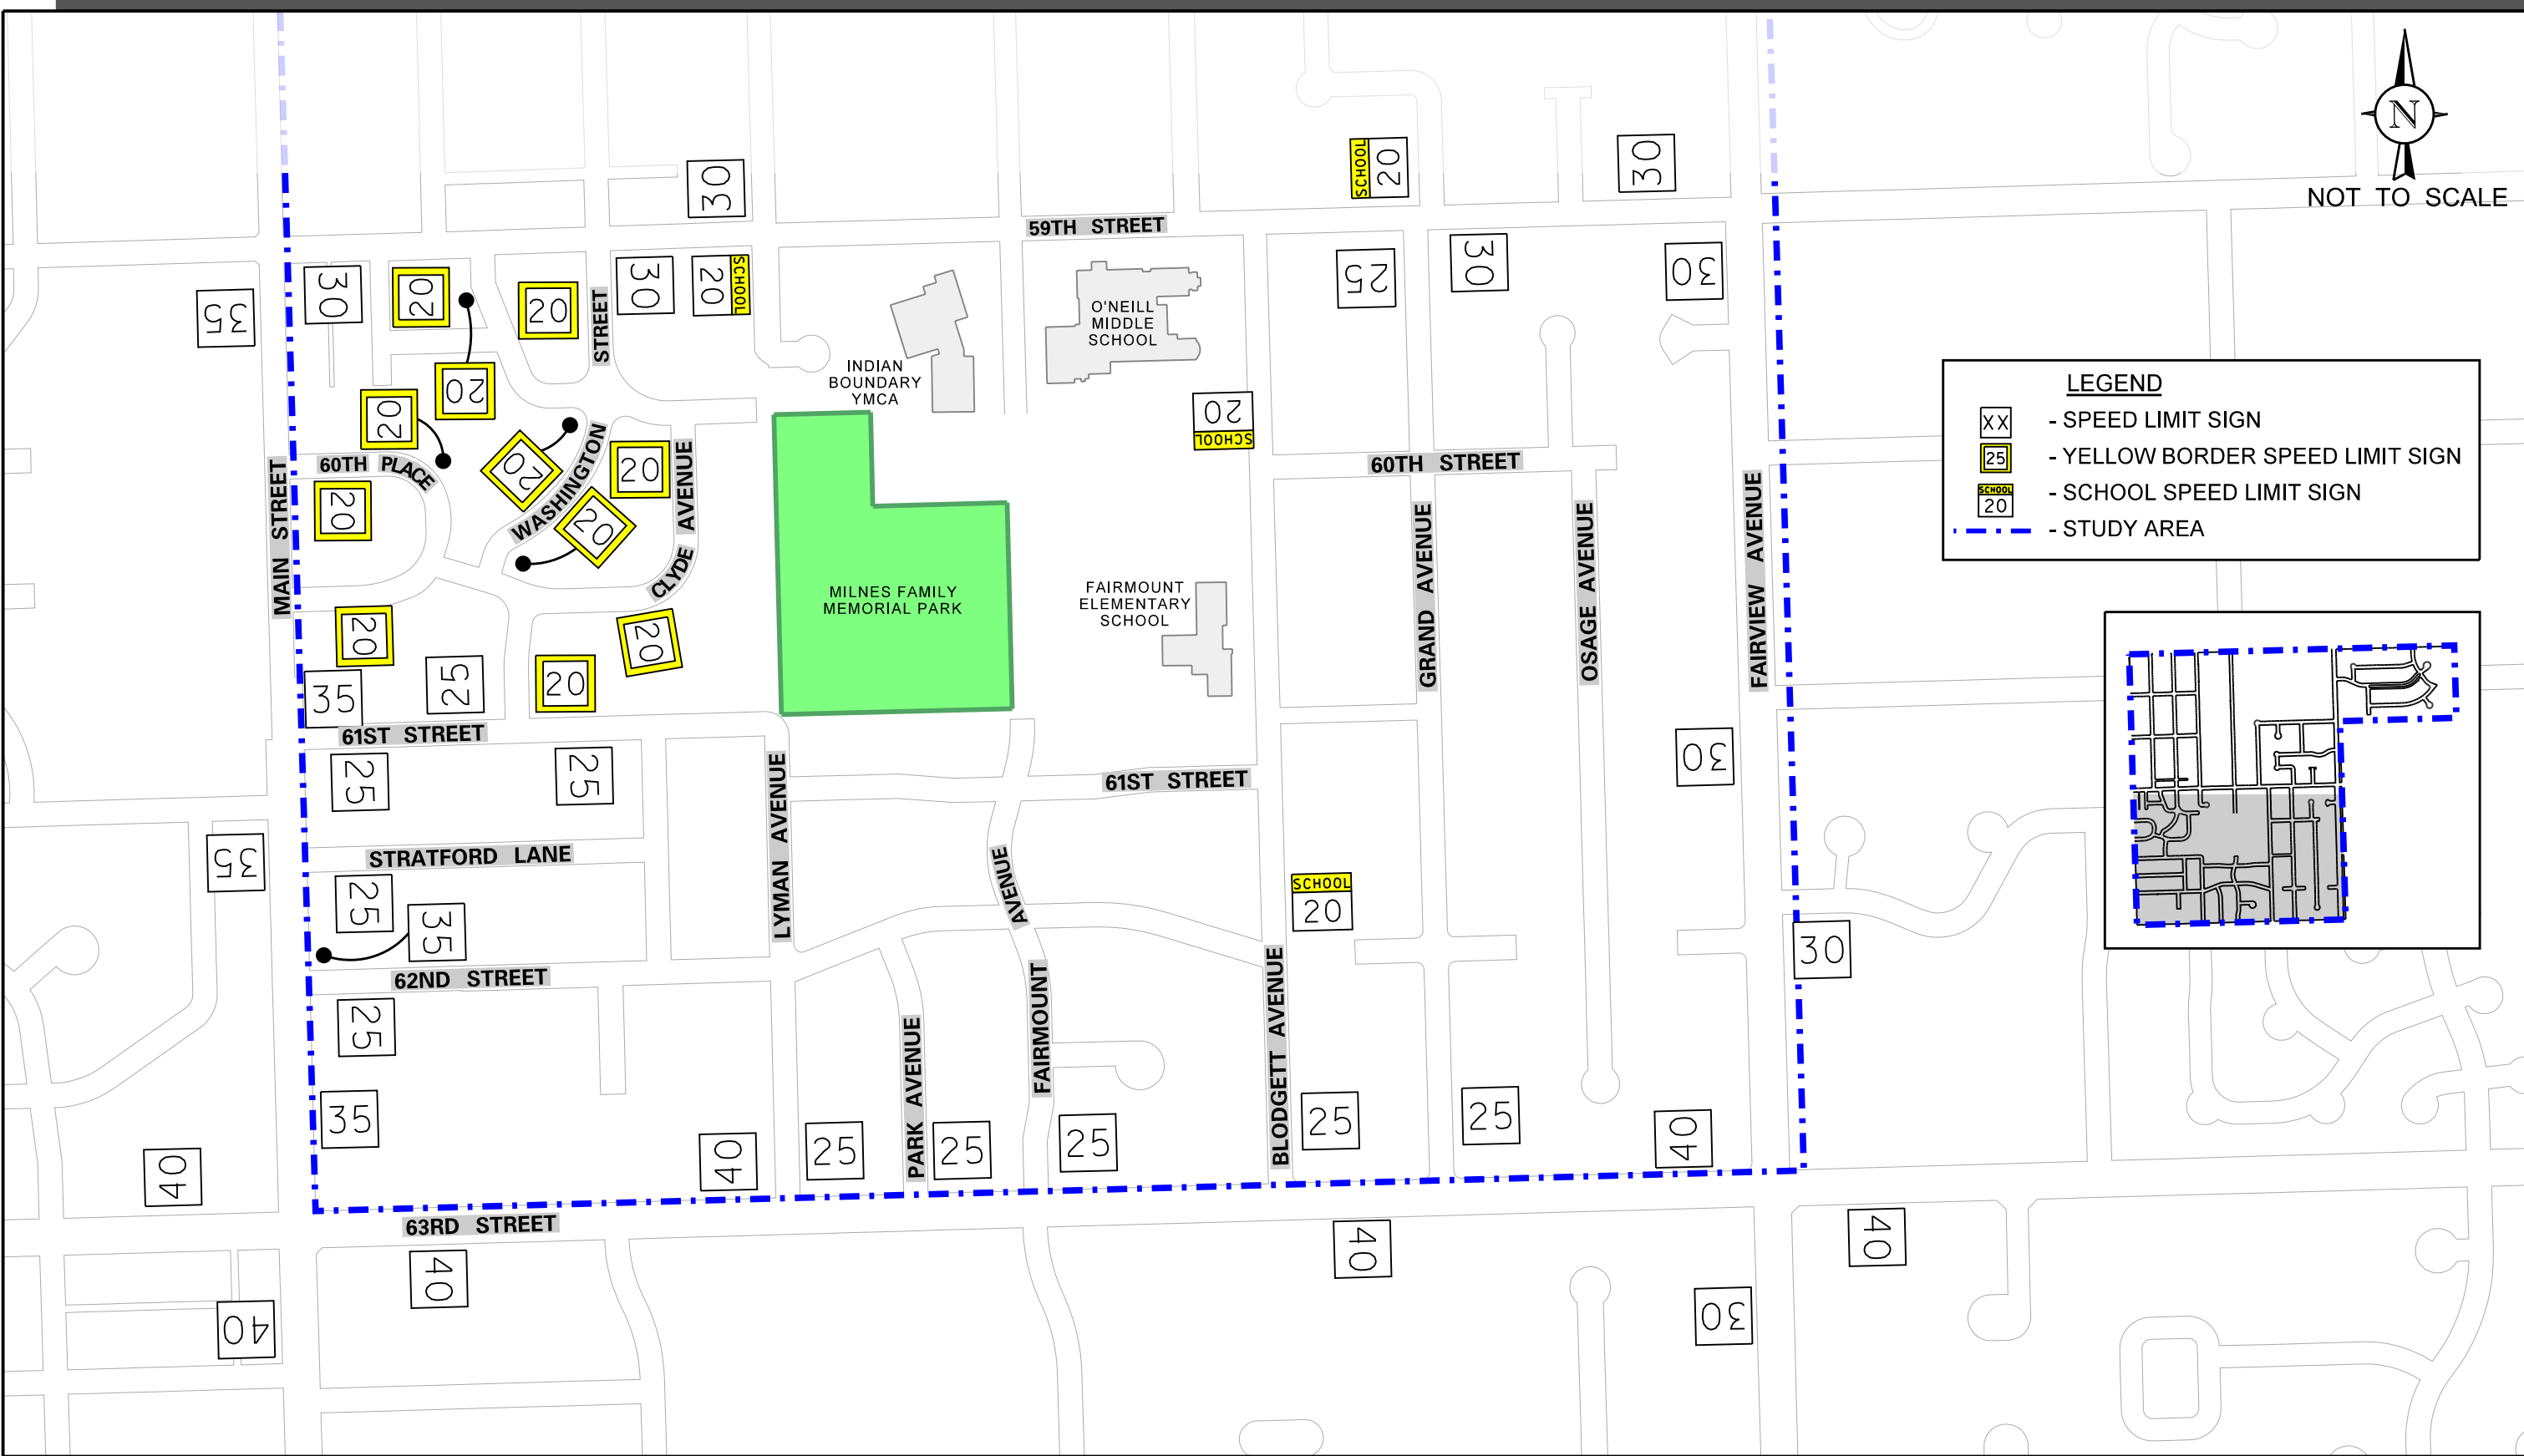 N
NOT TO SCALE
30
SCHOOL
20
30
59TH STREET
35
30
20
20
30
20
SCHOOL
25
30
30
STREET
O'NEILL
MIDDLE
SCHOOL
INDIAN
BOUNDARY
YMCA
20
20
20
SCHOOL
LEGEND
XX - SPEED LIMIT SIGN
25 - YELLOW BORDER SPEED LIMIT SIGN
SCHOOL
20 - SCHOOL SPEED LIMIT SIGN
- STUDY AREA
60TH PLACE
20
WASHINGTON
20
CLYDE AVENUE
60TH STREET
MAIN STREET
20
20
MILNES FAMILY
MEMORIAL PARK
FAIRMOUNT
ELEMENTARY
SCHOOL
GRAND AVENUE
OSAGE AVENUE
FAIRVIEW AVENUE
20
20
35
25
20
61ST STREET
25
25
61ST STREET
30
STRATFORD LANE
LYMAN AVENUE
35
25
35
AVENUE
SCHOOL
20
30
62ND STREET
25
FAIRMOUNT
PARK AVENUE
BLODGETT AVENUE
35
40
40
25
25
25
25
25
40
63RD STREET
40
40
40
40
30